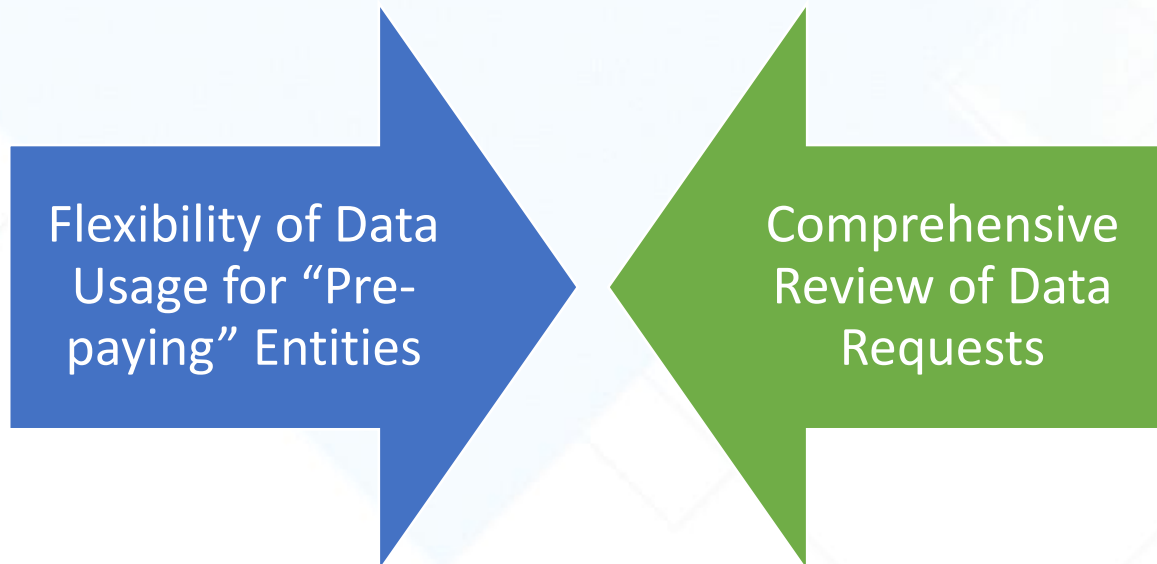 Flexibility of Data
Usage for “Pre-
paying” Entities
Comprehensive
Review of Data
Requests